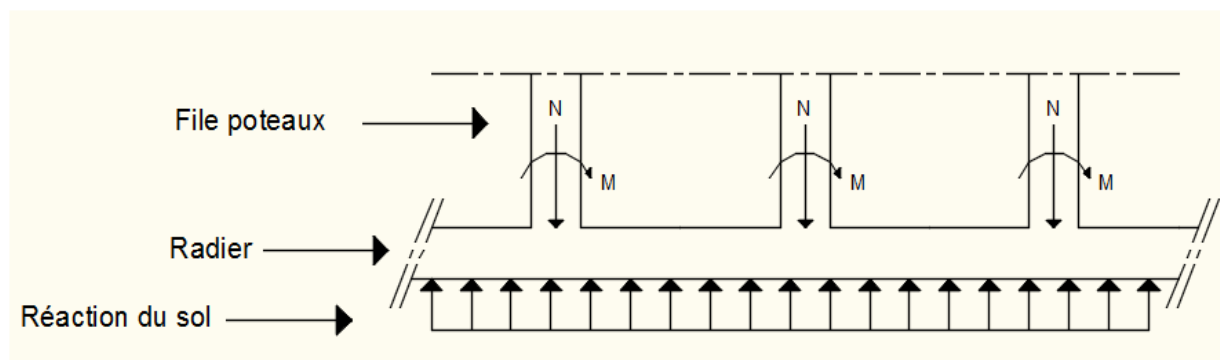 N N N
File poteaux
M M M
Radier
Réaction du sol